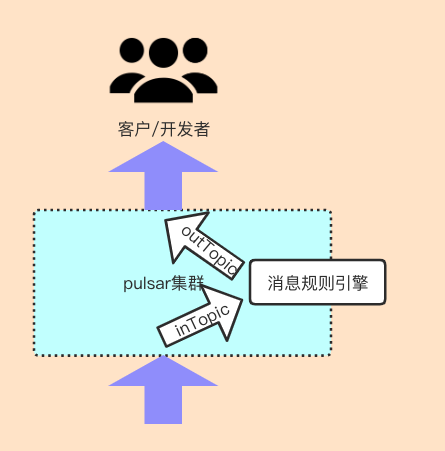 客户/开发者
outTopic
pulsar集群
消息规则引擎
inTopic